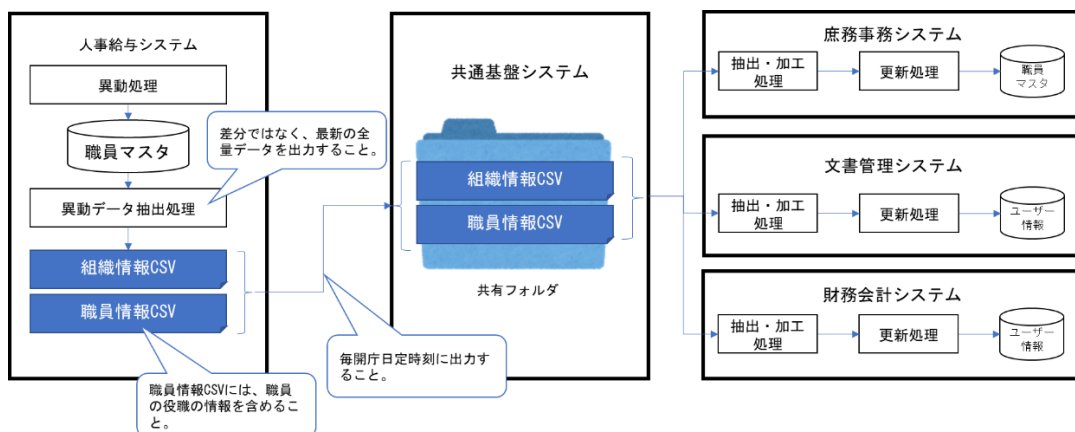 人事給与システム
異動処理
職員マスタ
異動データ抽出処理
組織情報CSV
職員情報CSV
差分ではなく、最新の全
量データを出力すること。
職員情報CSVには、職員
の役職の情報を含めるこ
と。
毎開庁日定時刻に出力す
ること。
共通基盤システム
組織情報CSV
職員情報CSV
共有フォルダ
庶務事務システム
抽出・加工
処理
更新処理
職員
マスタ
文書管理システム
抽出・加工
処理
更新処理
ユーザー
情報
財務会計システム
抽出・加工
処理
更新処理
ユーザー
情報